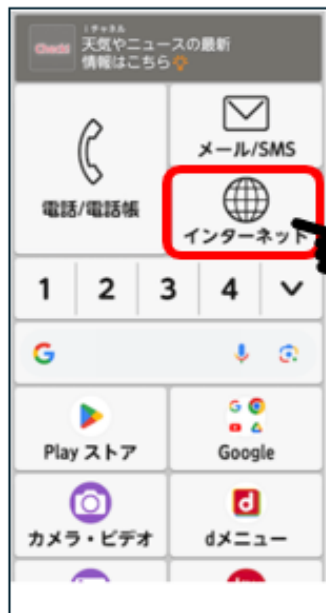 iチャネル
Check!
天気やニュースの最新
情報はこちら
電話/電話帳
メール/SMS
インターネット
1 2 3 4
G
Play ストア
Google
カメラ・ビデオ
d
dメニュー